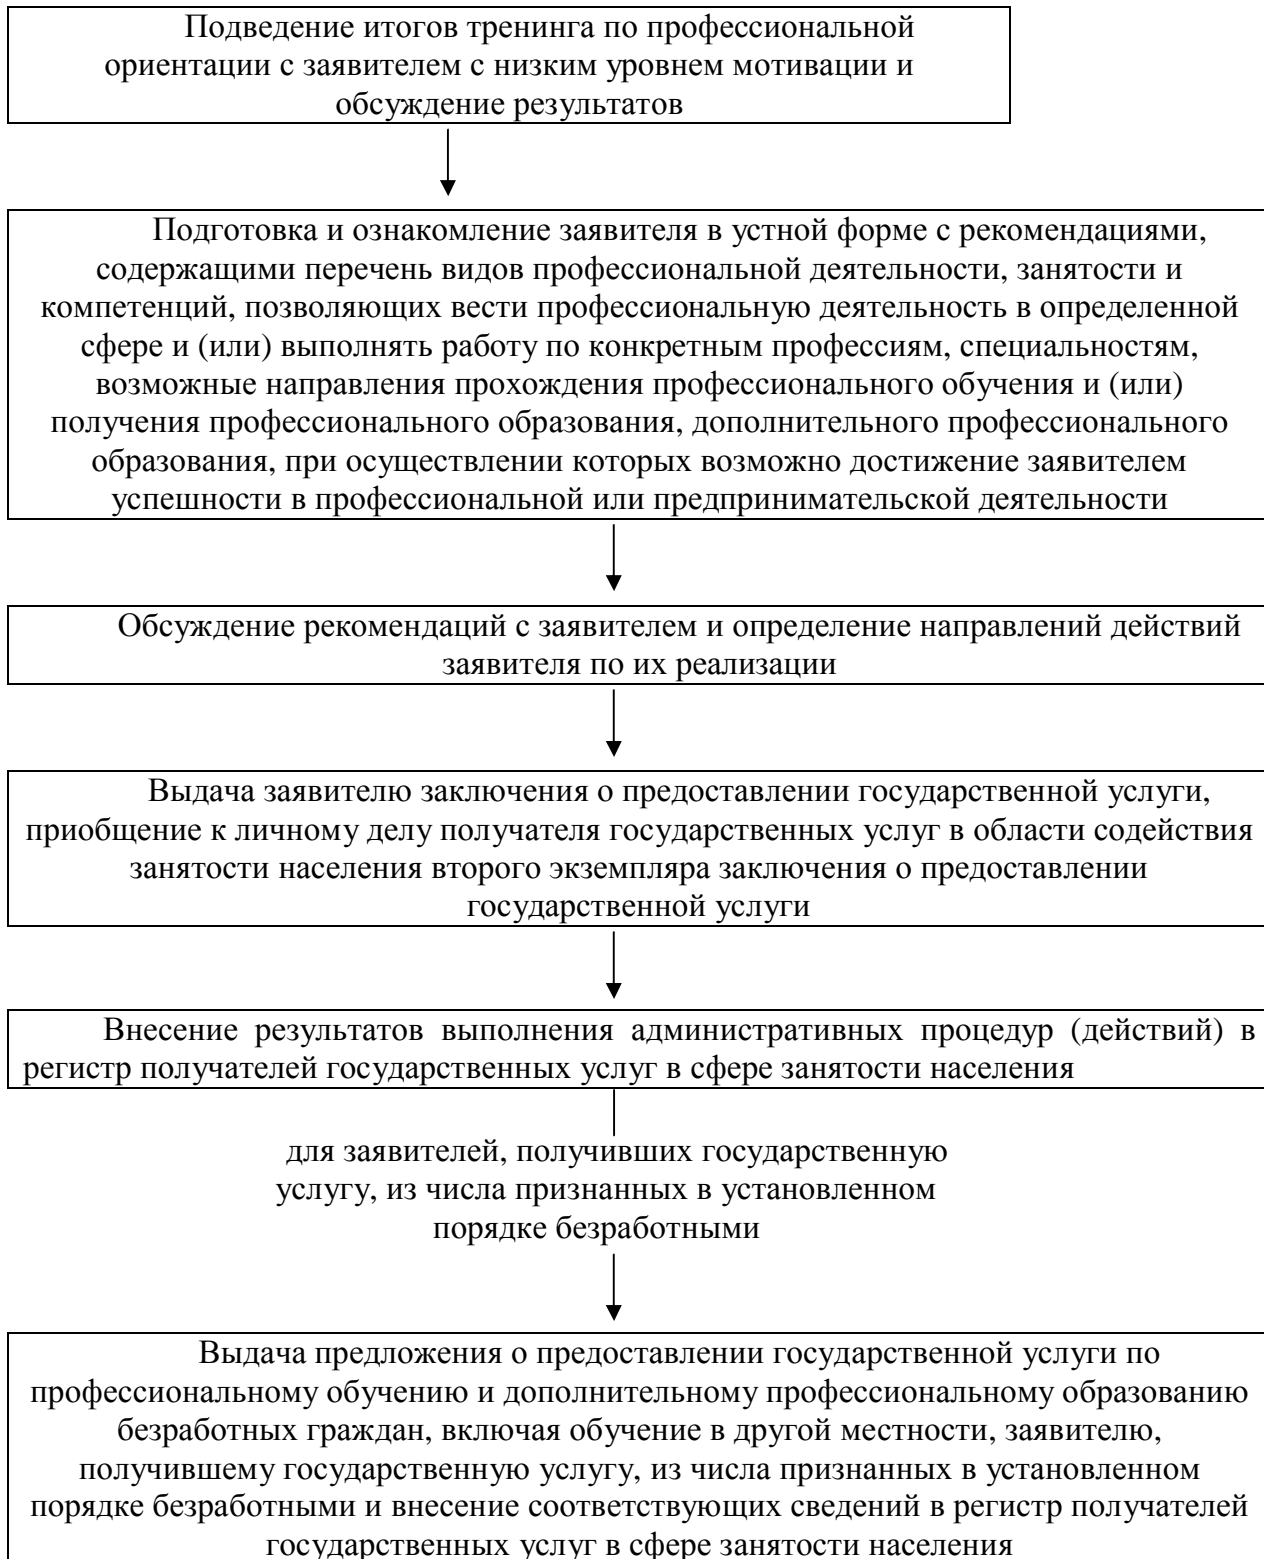 Подведение итогов тренинга по профессиональной
ориентации с заявителем с низким уровнем мотивации и
обсуждение результатов
Подготовка и ознакомление заявителя в устной форме с рекомендациями,
содержащими перечень видов профессиональной деятельности, занятости и
компетенций, позволяющих вести профессиональную деятельность в определенной
сфере и (или) выполнять работу по конкретным профессиям, специальностям,
возможные направления прохождения профессионального обучения и (или)
получения профессионального образования, дополнительного профессионального
образования, при осуществлении которых возможно достижение заявителем
успешности в профессиональной или предпринимательской деятельности
Обсуждение рекомендаций с заявителем и определение направлений действий
заявителя по их реализации
Выдача заявителю заключения о предоставлении государственной услуги,
приобщение к личному делу получателя государственных услуг в области содействия
занятости населения второго экземпляра заключения о предоставлении
государственной услуги
Внесение результатов выполнения административных процедур (действий) в
регистр получателей государственных услуг в сфере занятости населения
для заявителей, получивших государственную
услугу, из числа признанных в установленном
порядке безработными
Выдача предложения о предоставлении государственной услуги по
профессиональному обучению и дополнительному профессиональному образованию
безработных граждан, включая обучение в другой местности, заявителю,
получившему государственную услугу, из числа признанных в установленном
порядке безработными и внесение соответствующих сведений в регистр получателей
государственных услуг в сфере занятости населения